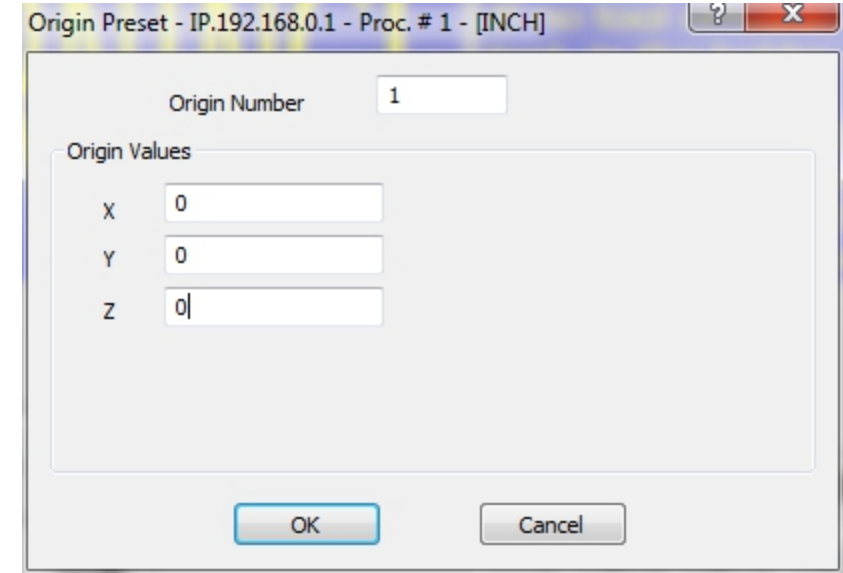 Origin Preset - IP.192.168.0.1 - Proc. # 1 - [INCH]
Origin Number 1
Origin Values
X 0
Y 0
Z 0
OK Cancel